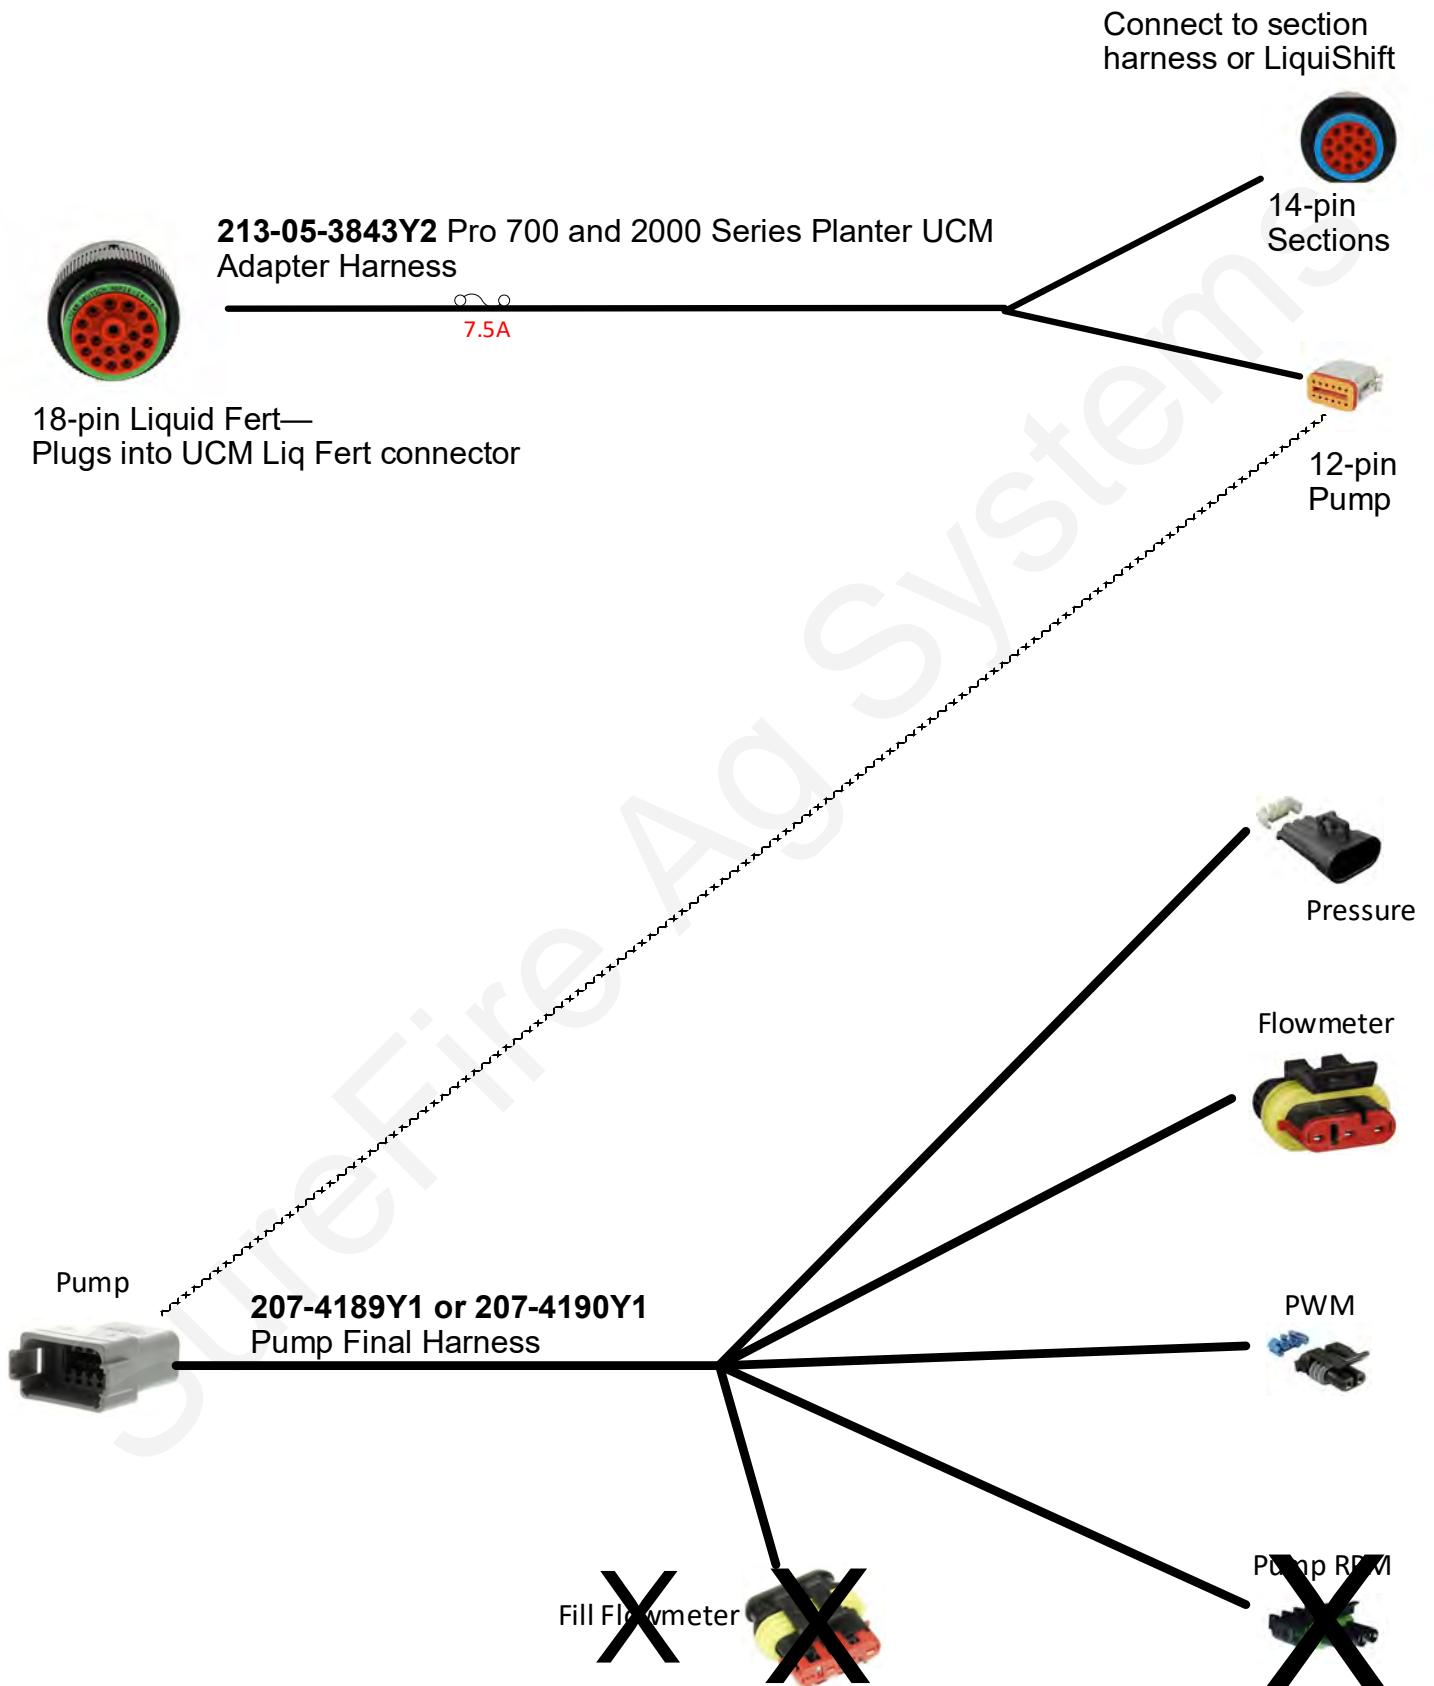 Connect to section
harness or LiquiShift
14-pin
Sections
213-05-3843Y2 Pro 700 and 2000 Series Planter UCM
Adapter Harness
7.5A
18-pin Liquid Fert—
Plugs into UCM Liq Fert connector
12-pin
Pump
SureFire Ag Systems
Pressure
Flowmeter
Pump
207-4189Y1 or 207-4190Y1
Pump Final Harness
PWM
Pump RPM
X
Fill Flowmeter
X
X